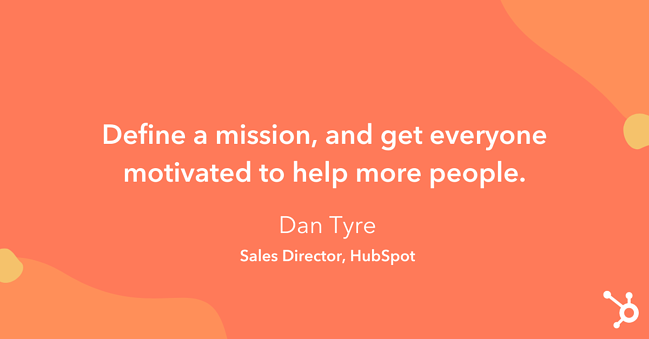 Define a mission, and get everyone
motivated to help more people.
Dan Tyre
Sales Director, HubSpot